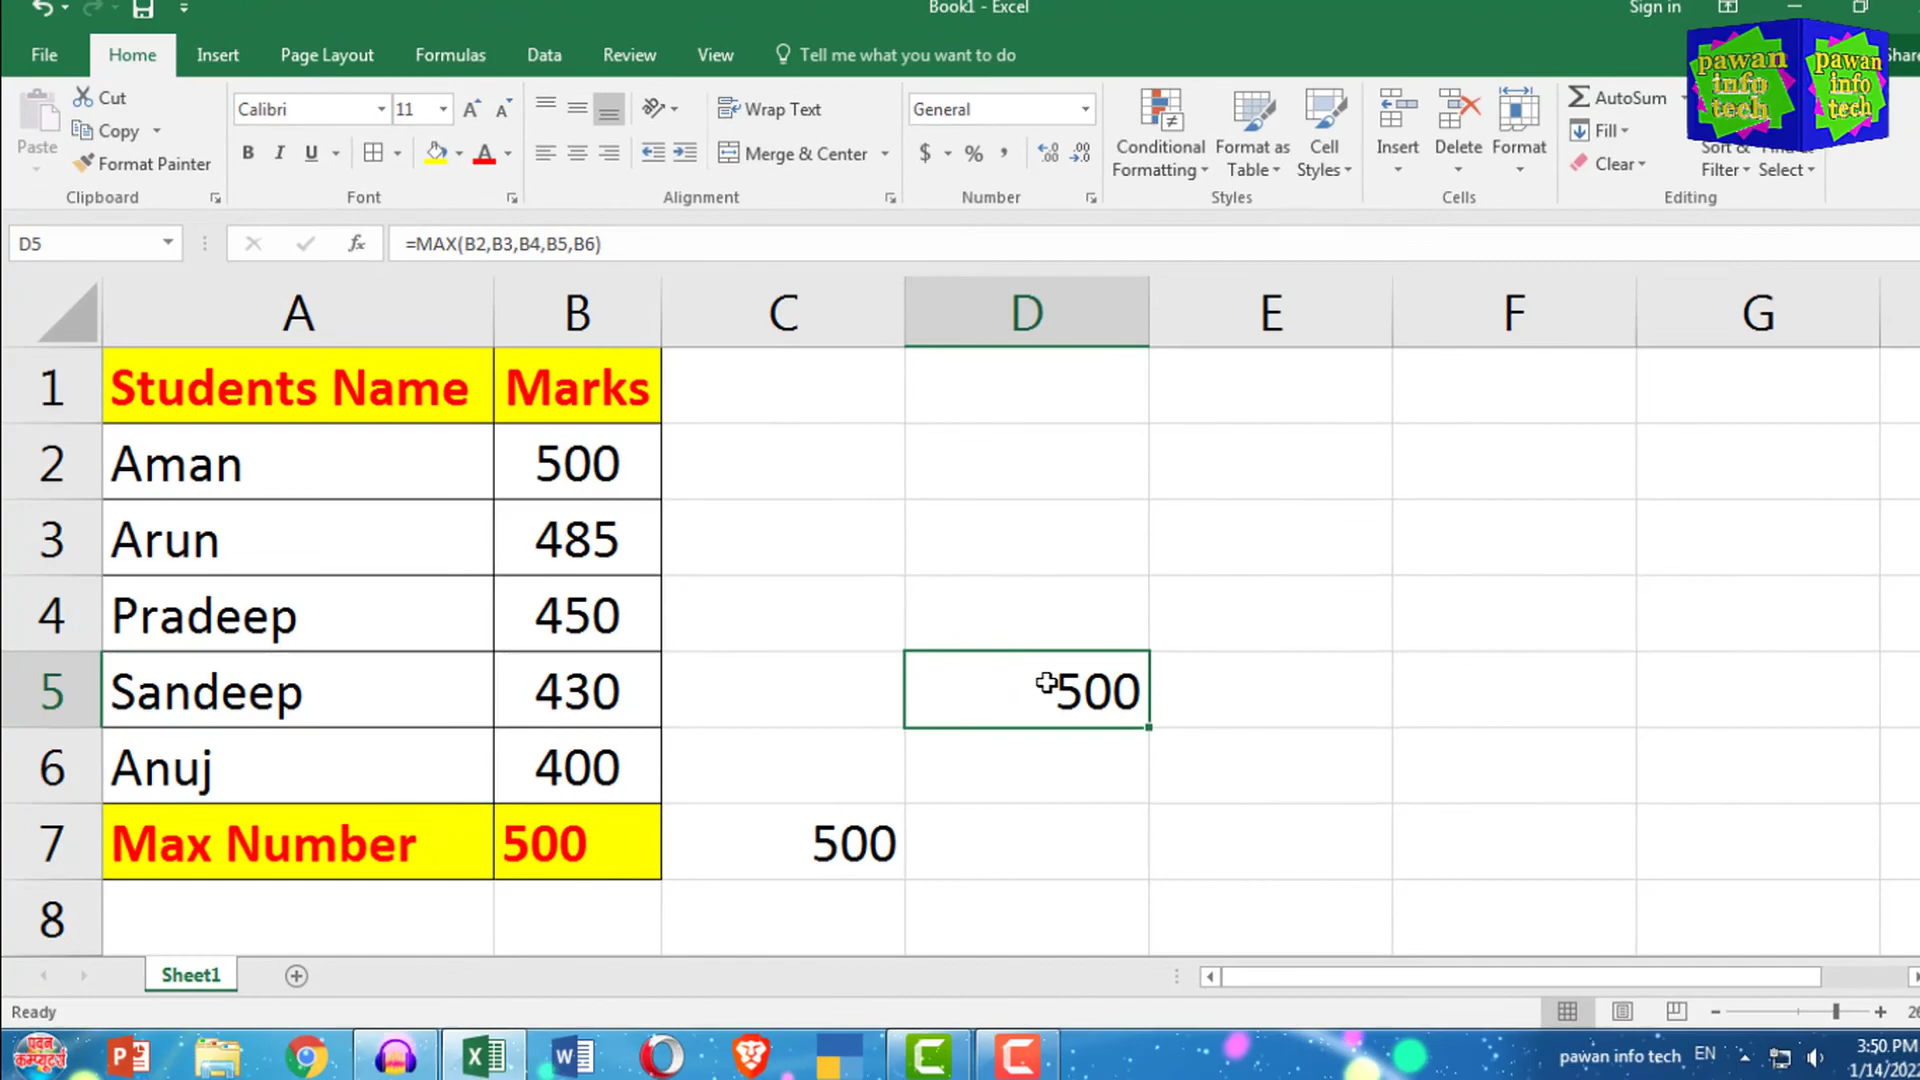 Book1 - Excel
Sign in
File Home Insert Page Layout Formulas Data Review View Tell me what you want to do
pawan info tech
pawan info tech
Cut
Copy
Format Painter
Paste
Clipboard
Calibri 11
B I U A
Font
Wrap Text
Merge & Center
Alignment
General
$ % ,
Number
Conditional Formatting
Format as Table
Cell Styles
Styles
Insert
Delete
Format
Cells
AutoSum
Fill
Clear
Filter
Select
Editing
D5 fx =MAX(B2,B3,B4,B5,B6)
A B C D E F G
1 Students Name Marks
2 Aman 500
3 Arun 485
4 Pradeep 450
5 Sandeep 430 500
6 Anuj 400
7 Max Number 500 500
8
Sheet1
Ready
पवन
pawan info tech EN 3:50 PM